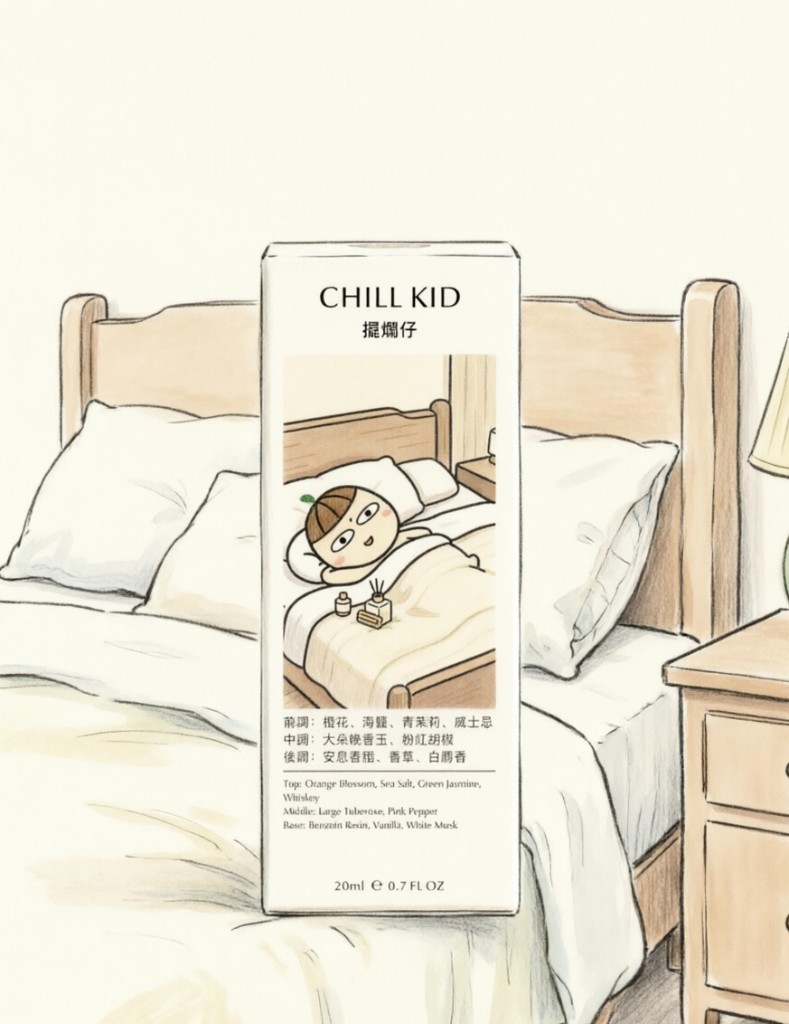 CHILL KID
擺爛仔
前調：橙花、海鹽、青茉莉、威士忌
中調：大朵晚香玉、粉紅胡椒
後調：安息香脂、香草、白麝香
Top: Orange Blossom, Sea Salt, Green Jasmine,
Whiskey
Middle: Large Tuberose, Pink Pepper
Base: Benzoin Resin, Vanilla, White Musk
20ml ℮ 0.7 FL OZ